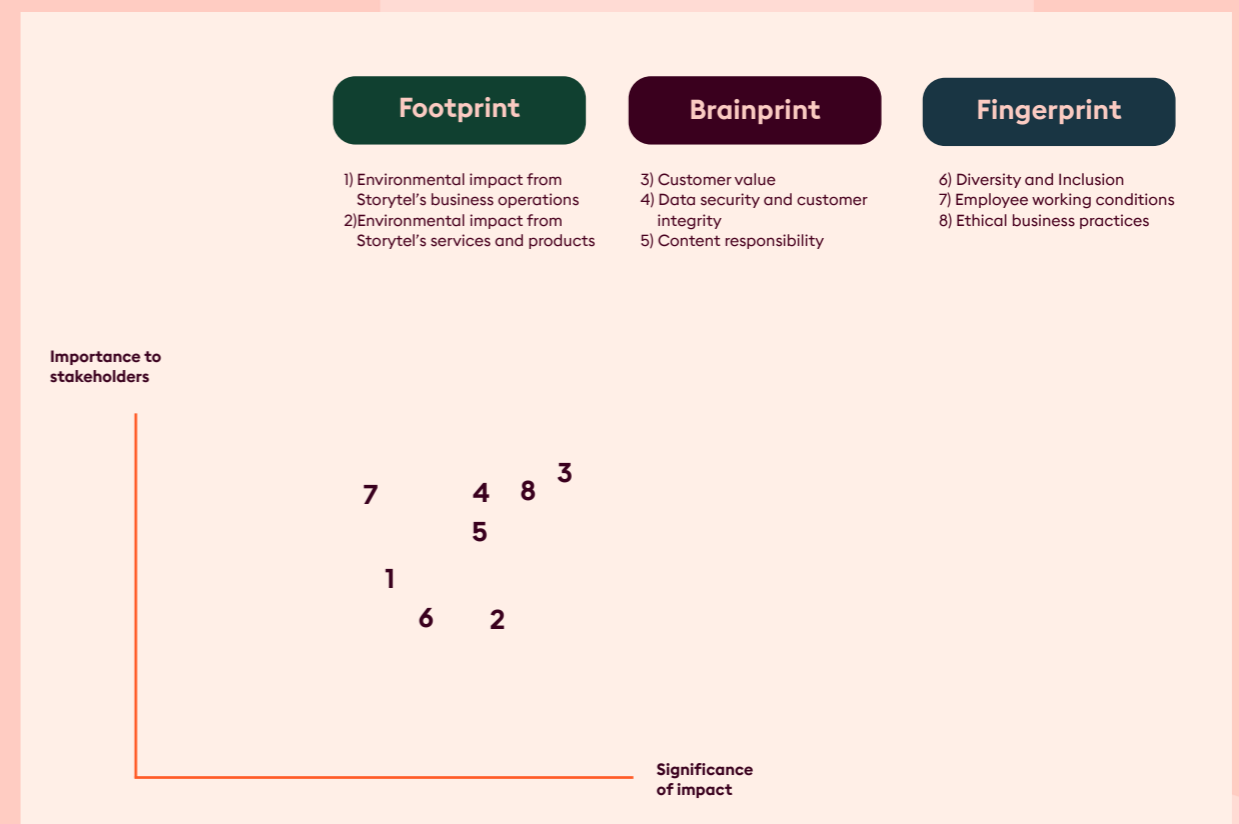 Footprint
Brainprint
Fingerprint
1) Environmental impact from
Storytel's business operations
2)Environmental impact from
Storytel's services and products
3) Customer value
4) Data security and customer
integrity
5) Content responsibility
6) Diversity and Inclusion
7) Employee working conditions
8) Ethical business practices
Importance to
stakeholders
3
7
4
8
5
1
6
2
Significance
of impact